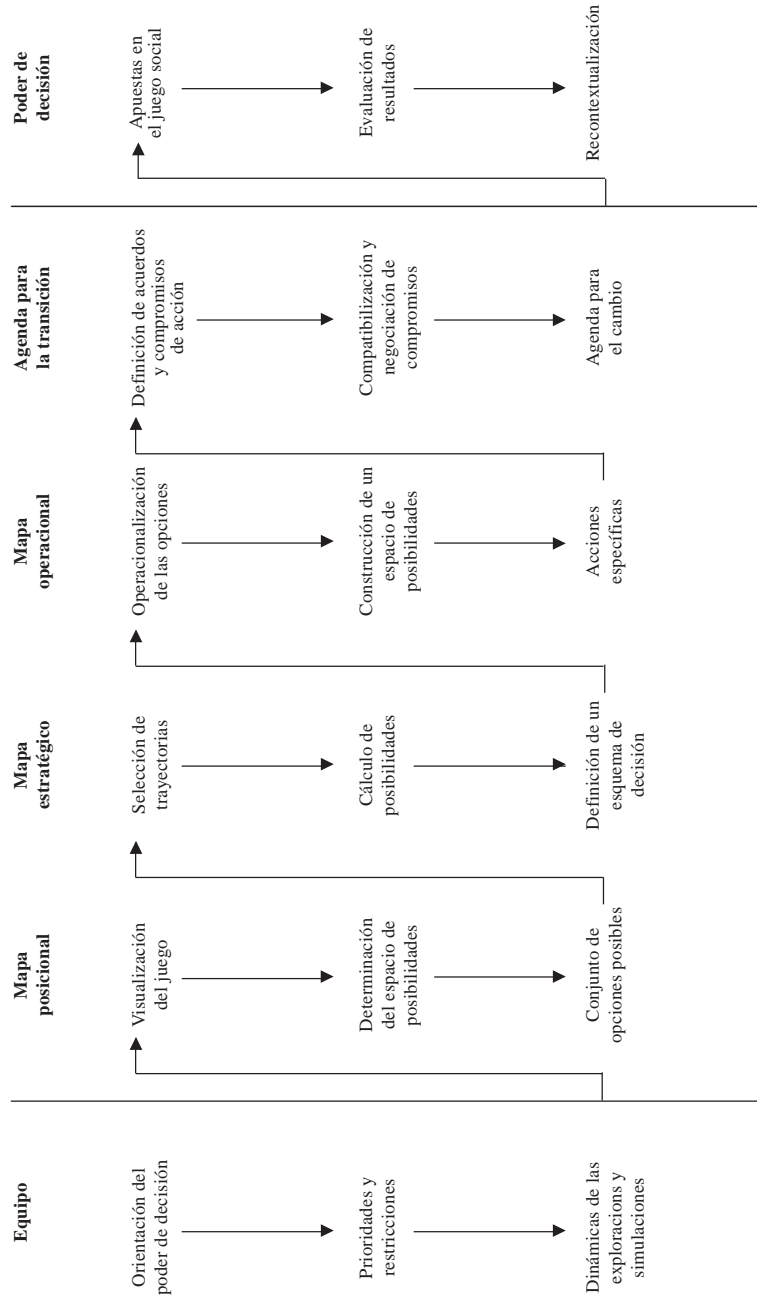 Equipo
Orientación del
poder de decisión
Prioridades y
restricciones
Dinámicas de las
exploracions y
simulaciones
Mapa
posicional
Visualización
del juego
Determinación
del espacio de
posibilidades
Conjunto de
opciones posibles
Mapa
estratégico
Selección de
trayectorias
Cálculo de
posibilidades
Definición de un
esquema de
decisión
Mapa
operacional
Operacionalización
de las opciones
Construcción de un
espacio de
posibilidades
Acciones
específicas
Agenda para
la transición
Definición de acuerdos
y compromisos
de acción
Compatibilización y
negociación de
compromisos
Agenda para
el cambio
Poder de
decisión
Apuestas en
el juego social
Evaluación de
resultados
Recontextualización